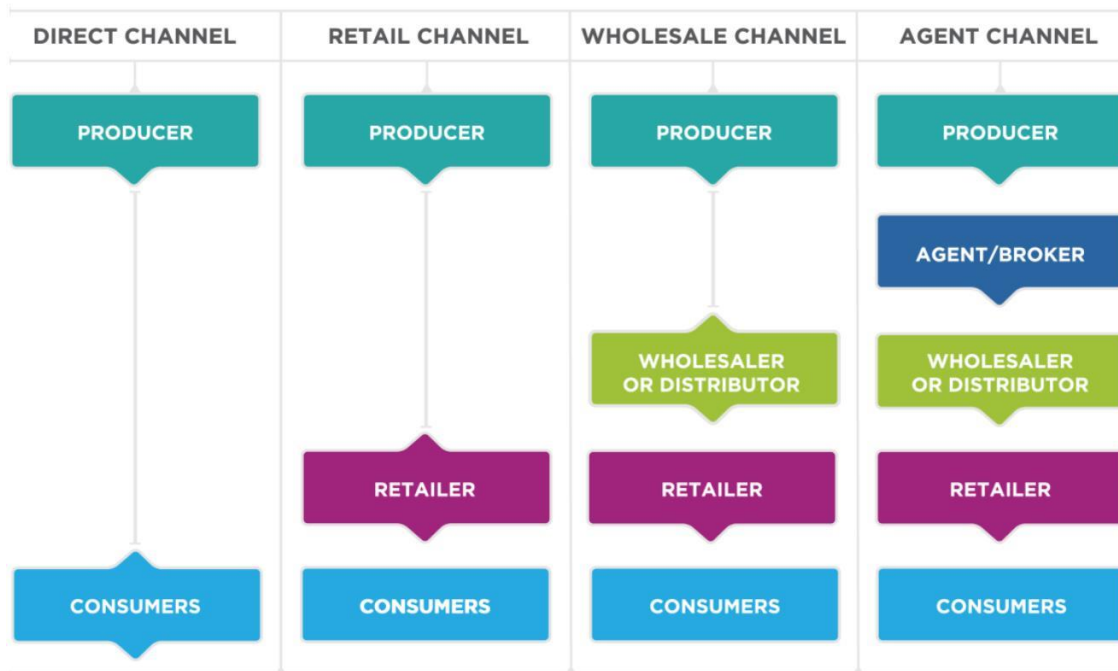 DIRECT CHANNEL
RETAIL CHANNEL
WHOLESALE CHANNEL
AGENT CHANNEL
PRODUCER
PRODUCER
PRODUCER
PRODUCER
AGENT/BROKER
WHOLESALER
OR DISTRIBUTOR
WHOLESALER
OR DISTRIBUTOR
RETAILER
RETAILER
RETAILER
CONSUMERS
CONSUMERS
CONSUMERS
CONSUMERS